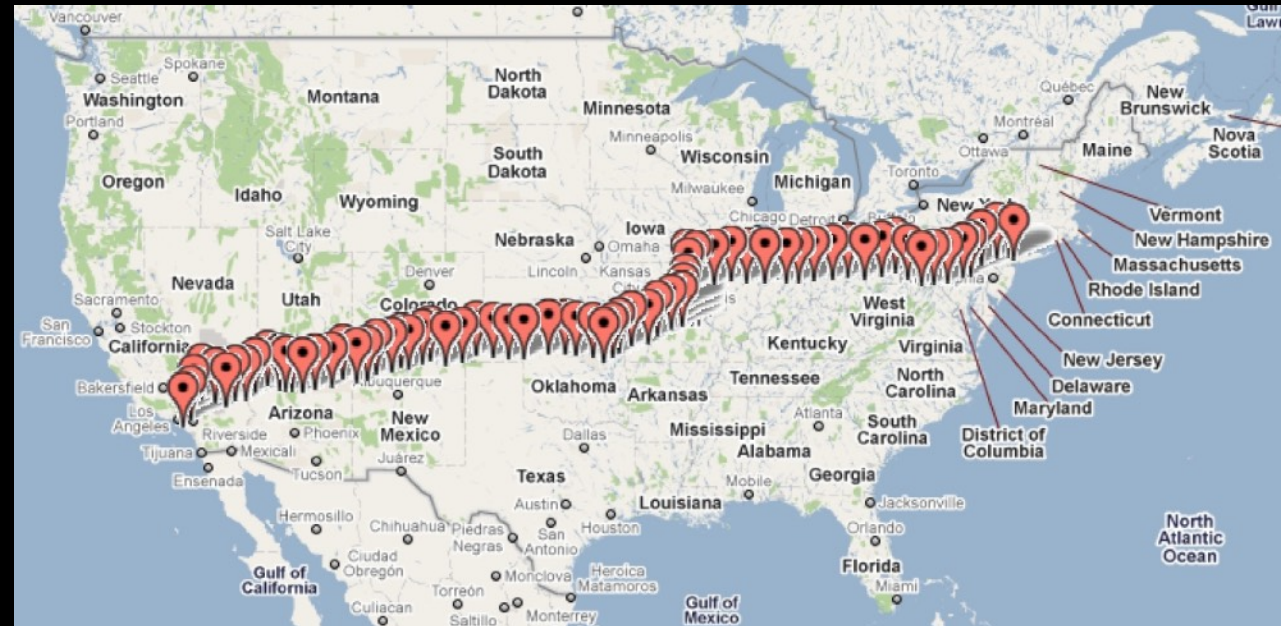 Vancouver
Gulf
Lawr
Spokane
Seattle
Washington
Portland
Montana
North
Dakota
Minnesota
Minneapolis
Québec
New
Brunswick
Montréal
Ottawa
Maine
Nova
Scotia
Oregon
Idaho
Wyoming
South
Dakota
Wisconsin
Milwaukee
Michigan
Toronto
New
Vermont
New Hampshire
Massachusetts
Rhode Island
Connecticut
New Jersey
Delaware
Maryland
District of
Columbia
Salt Lake
City
Nebraska
Iowa
Omaha
Chicago
Detroit
Lincoln
Kansas
City
Nevada
Utah
Denver
Colorado
Sacramento
San
Francisco
Stockton
California
West
Virginia
Kentucky
Virginia
Bakersfield
Los
Angeles
Albuquerque
Oklahoma
Arkansas
Tennessee
North
Carolina
Arizona
New
Mexico
Riverside
Phoenix
Tijuana
Mexicali
Ensenada
Tucson
Juárez
Dallas
Mississippi
Atlanta
South
Carolina
Alabama
Texas
Georgia
Mobile
Austin
Louisiana
Jacksonville
Hermosillo
Chihuahua
Piedras
Negras
San
Antonio
Houston
Orlando
Ciudad
Obregón
Florida
Miami
North
Atlantic
Ocean
Gulf of
California
Monclova
Heroica
Matamoros
Torreón
Culiacan
Saltillo
Monterrey
Gulf of
Mexico